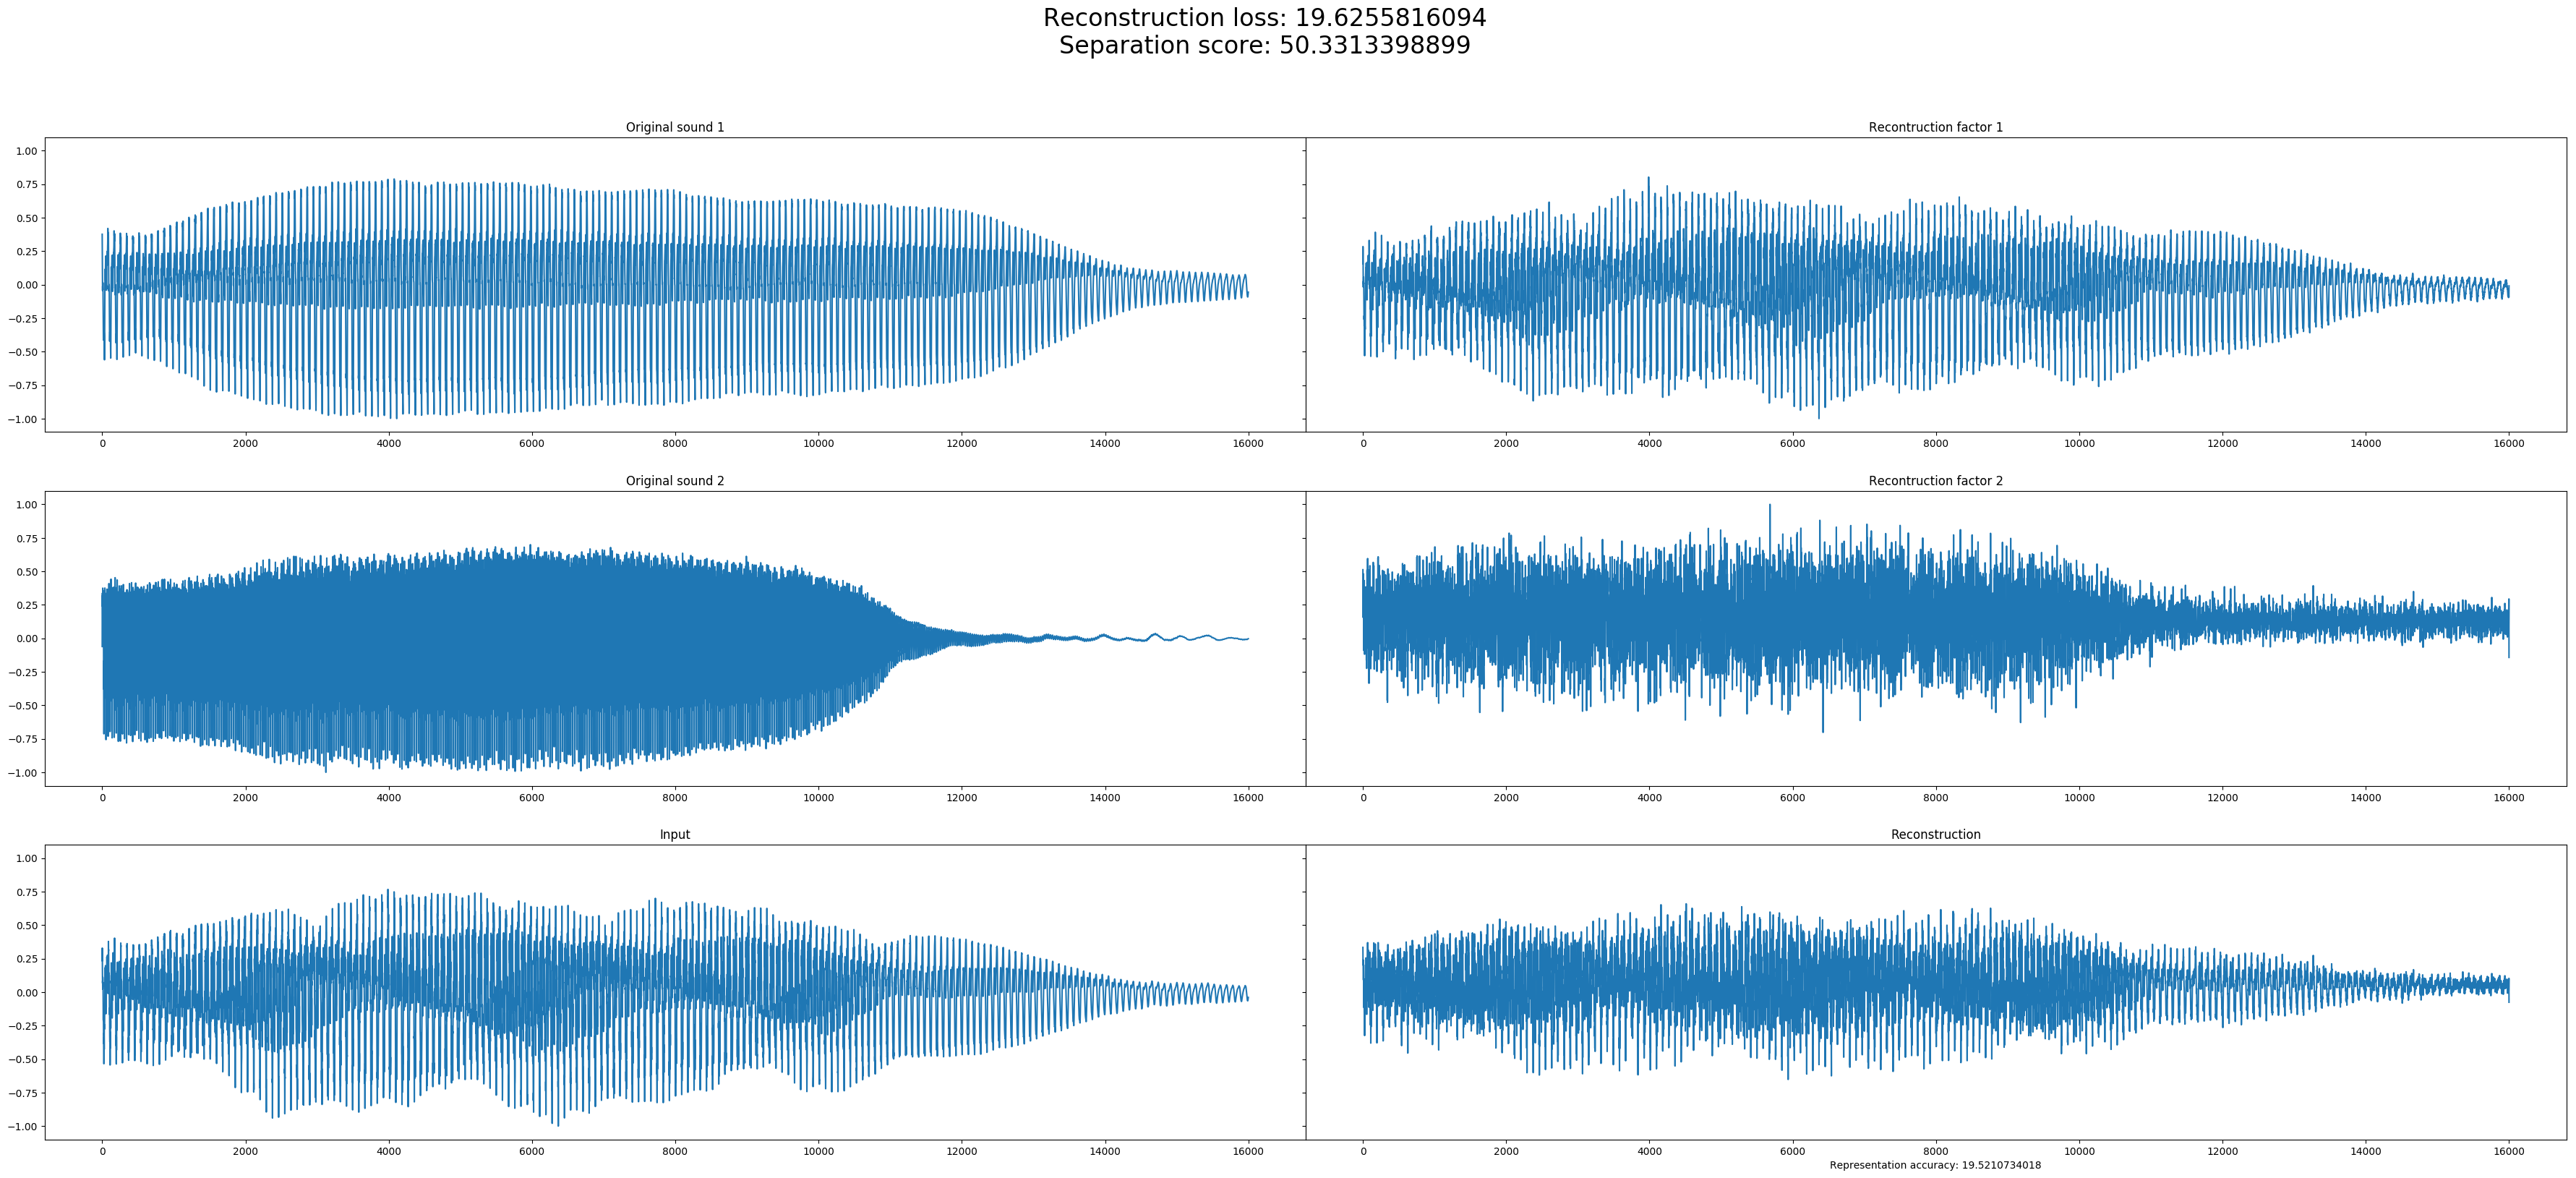 Reconstruction loss: 19.6255816094
Separation score: 50.3313398899
Original sound 1
Recontruction factor 1
1.00
0.75
0.50
0.25
0.00
−0.25
−0.50
−0.75
−1.00
0 2000 4000 6000 8000 10000 12000 14000 16000
0 2000 4000 6000 8000 10000 12000 14000 16000
Original sound 2
Reconstruction factor 2
1.00
0.75
0.50
0.25
0.00
−0.25
−0.50
−0.75
−1.00
0 2000 4000 6000 8000 10000 12000 14000 16000
0 2000 4000 6000 8000 10000 12000 14000 16000
Input
Reconstruction
1.00
0.75
0.50
0.25
0.00
−0.25
−0.50
−0.75
−1.00
0 2000 4000 6000 8000 10000 12000 14000 16000
0 2000 4000 6000 8000 10000 12000 14000 16000
Representation accuracy: 19.5210734018